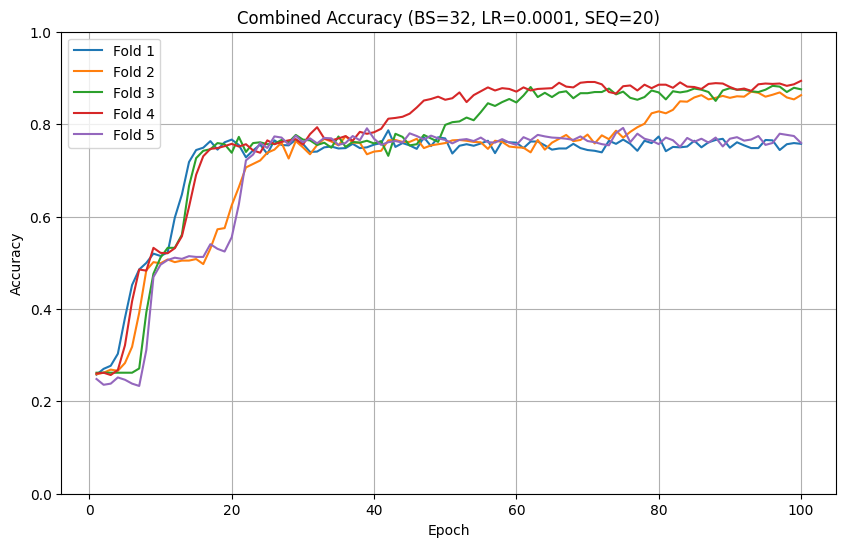 Combined Accuracy (BS=32, LR=0.0001, SEQ=20)
Fold 1
Fold 2
Fold 3
Fold 4
Fold 5
1.0
0.8
0.6
0.4
0.2
0.0
Accuracy
0 20 40 60 80 100
Epoch